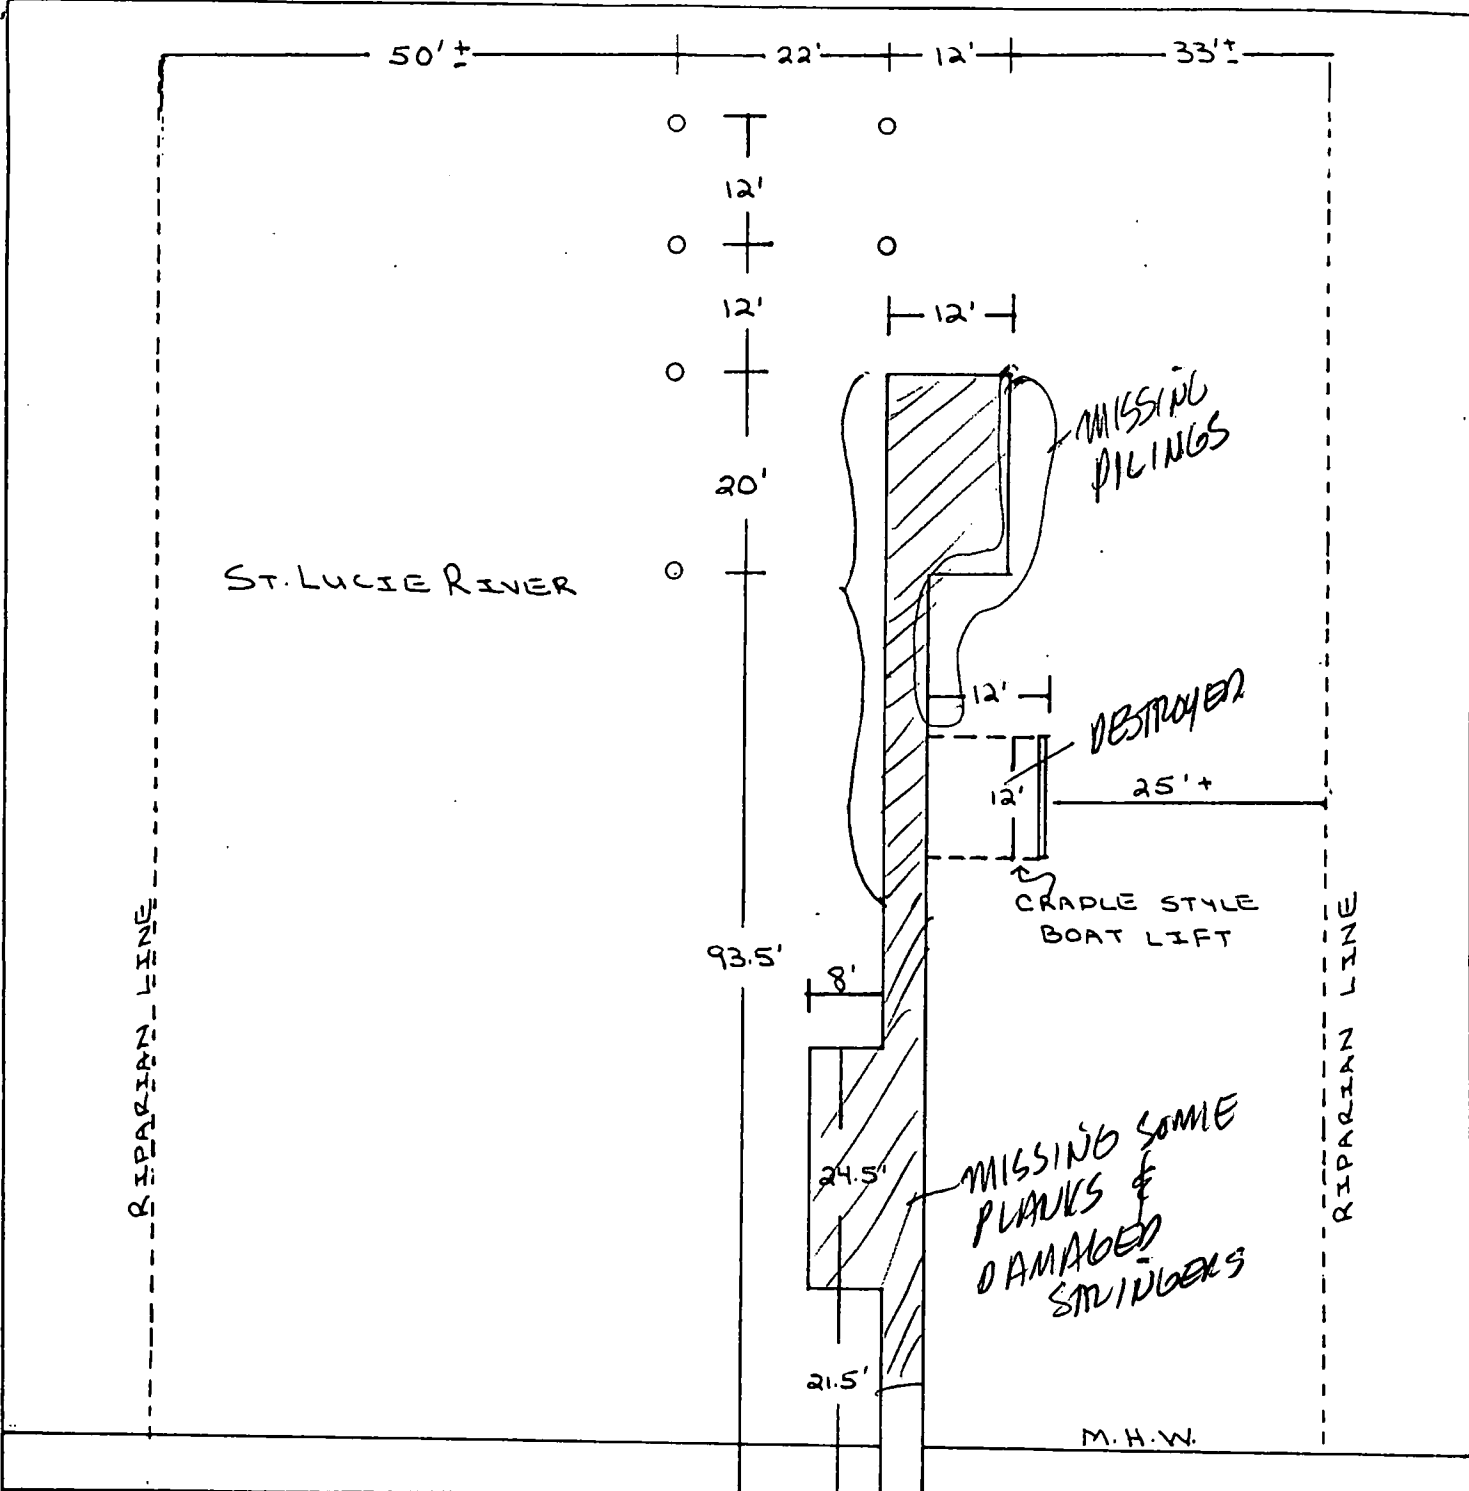 50'±
22'
12'
33'±
12'
12'
12'
MISSING
PILINGS
20'
ST. LUCIE RIVER
12'
DESTROYED
12'
25'+
CRADLE STYLE
BOAT LIFT
93.5'
8'
RIPARIAN LINE
RIPARIAN LINE
24.5'
MISSING SOME
PLANKS &
DAMAGED
STRINGERS
21.5'
M.H.W.